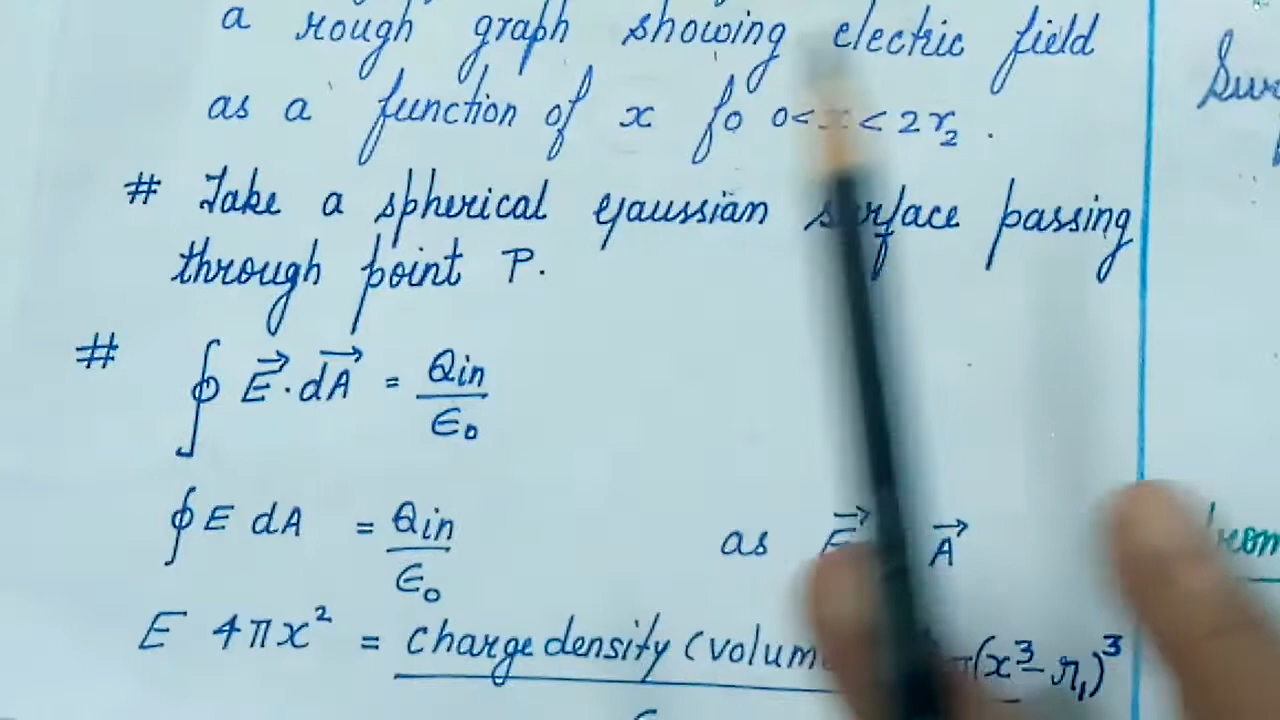 a rough graph showing electric field
as a function of x fo 0<x<2r₂.
# Take a spherical gaussian surface passing
through point P.
# ∮ E⃗.dA⃗ = Qin/ϵ₀
∮E dA = Qin/ϵ₀ as E⃗ A⃗
E 4πx² = Charge density (volum π(x³-r₁)³